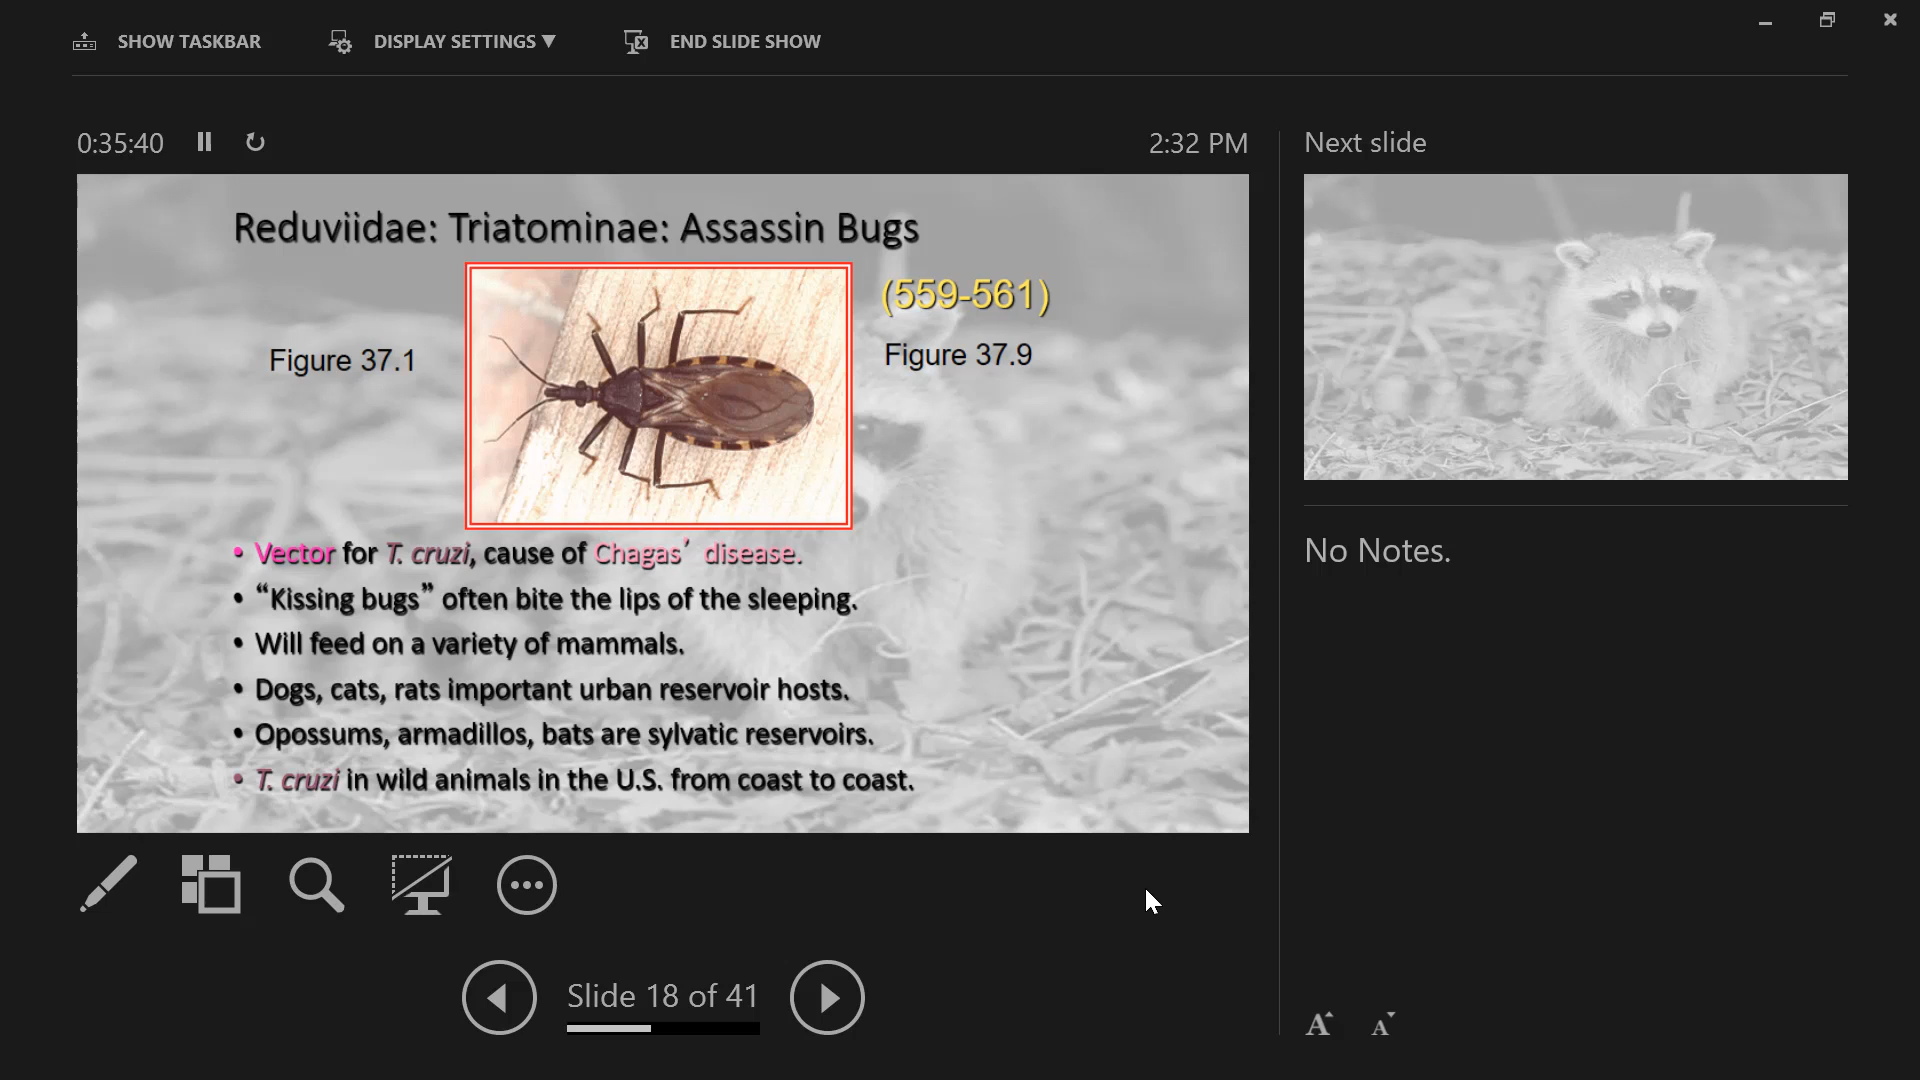 SHOW TASKBAR
DISPLAY SETTINGS ▼
END SLIDE SHOW
0:35:40
2:32 PM
Next slide
Reduviidae: Triatominae: Assassin Bugs
(559-561)
Figure 37.1
Figure 37.9
• Vector for T. cruzi, cause of Chagas’ disease.
• “Kissing bugs” often bite the lips of the sleeping.
• Will feed on a variety of mammals.
• Dogs, cats, rats important urban reservoir hosts.
• Opossums, armadillos, bats are sylvatic reservoirs.
• T. cruzi in wild animals in the U.S. from coast to coast.
No Notes.
Slide 18 of 41
A A